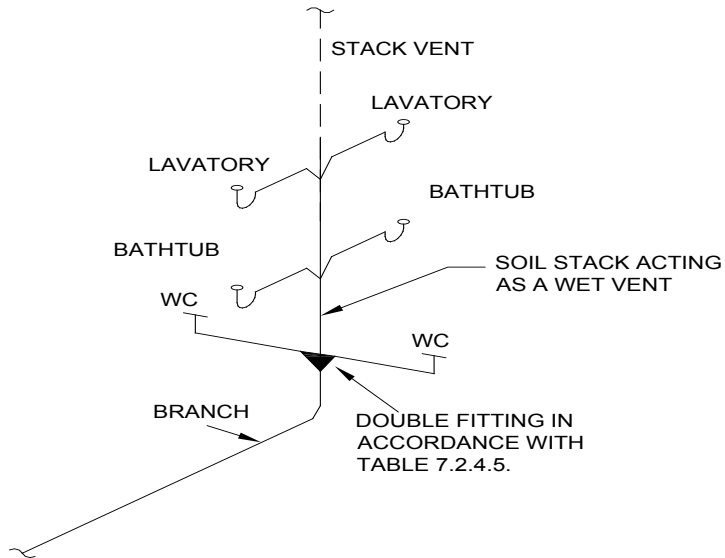 STACK VENT
LAVATORY
LAVATORY
BATHTUB
BATHTUB
SOIL STACK ACTING
AS A WET VENT
WC
WC
BRANCH
DOUBLE FITTING IN
ACCORDANCE WITH
TABLE 7.2.4.5.